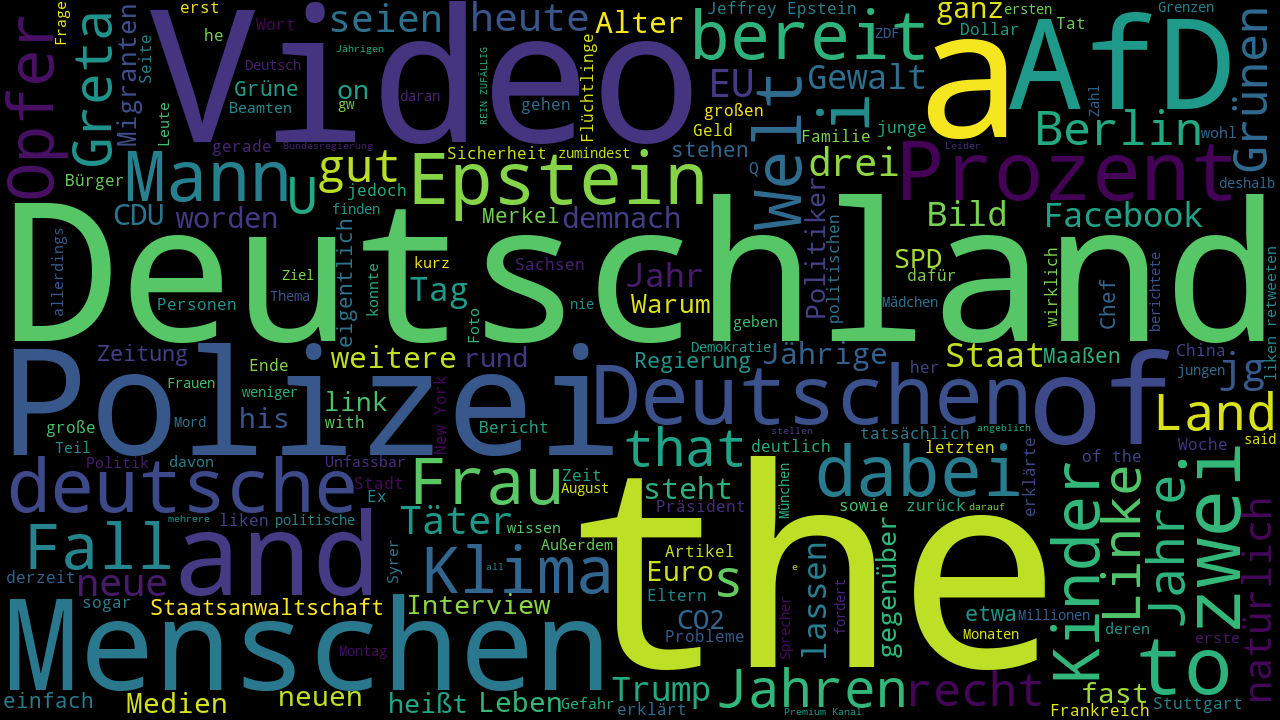 erst
Wort
he
Frage
Opfer
Video
seien
heute
Alter
Jeffrey Epstein
bereit
ZDF
ganz
ersten
Dollar
Tat
Grenzen
a
AfD
Grünen
Greta
Migranten
Seite
Jährigen
Deutsch
Grüne
Beamten
on
gw
daran
REIN ZUFÄLLIG
gehen
Flüchtlinge
EU
großen
Geld
Welt
Gewalt
il
Familie
junge
Berlin
Zahl
wohl
Leute
gerade
Bundesregierung
Sicherheit
zumindest
stehen
Q
drei
Leider
Prozent
deshalb
Bürger
Mann
U
gut
jedoch
Epstein
CDU
worden
finden
Merkel
demnach
Politiker
Bild
Facebook
Deutschland
allerdings
eigentlich
Ziel
Thema
Personen
konnte
kurz
Tag
Foto
Sachsen
nie
Jahr
Warum
geben
politischen
SPD
dafür
Mädchen
wirklich
Chef
berichtete
liken retweeten
Polizei
Zeitung
Ende
weitere
rund
Demokratie
Regierung
Jährige
her
Staat
Maaßen
China
jungen
jg
Frauen
weniger
Deutschen
of
Land
große
Teil
Mord
his
link
with
New York
Bericht
stellen
deutlich
tatsächlich
angeblich
letzten
Woche
said
that
Politik
davon
Unfassbar
Stadt
Ex
deutsche
Frau
Zeit
August
steht
Präsident
München
dabei
erklärte
of the
sowie
zurück
darauf
Kinder
Linke
Jahre.
zwei
natürlich
mehrere
liken
politische
Täter
wissen
Außerdem
the
Fall
and
Syrer
Klima
all
Artikel
Euro
s
e
lassen
fordert
gegenüber
derzeit
neue
sogar
Staatsanwaltschaft
Interview
Eltern
CO2
Probleme
Sprecher
etwa
Millionen
Monaten
deren
erste
to
Menschen
Montag
einfach
Medien
neuen
heißt
Leben
Gefahr
erklärt
Trump
Jahren
Premium Kanal
recht
fast
Frankreich
Stuttgart